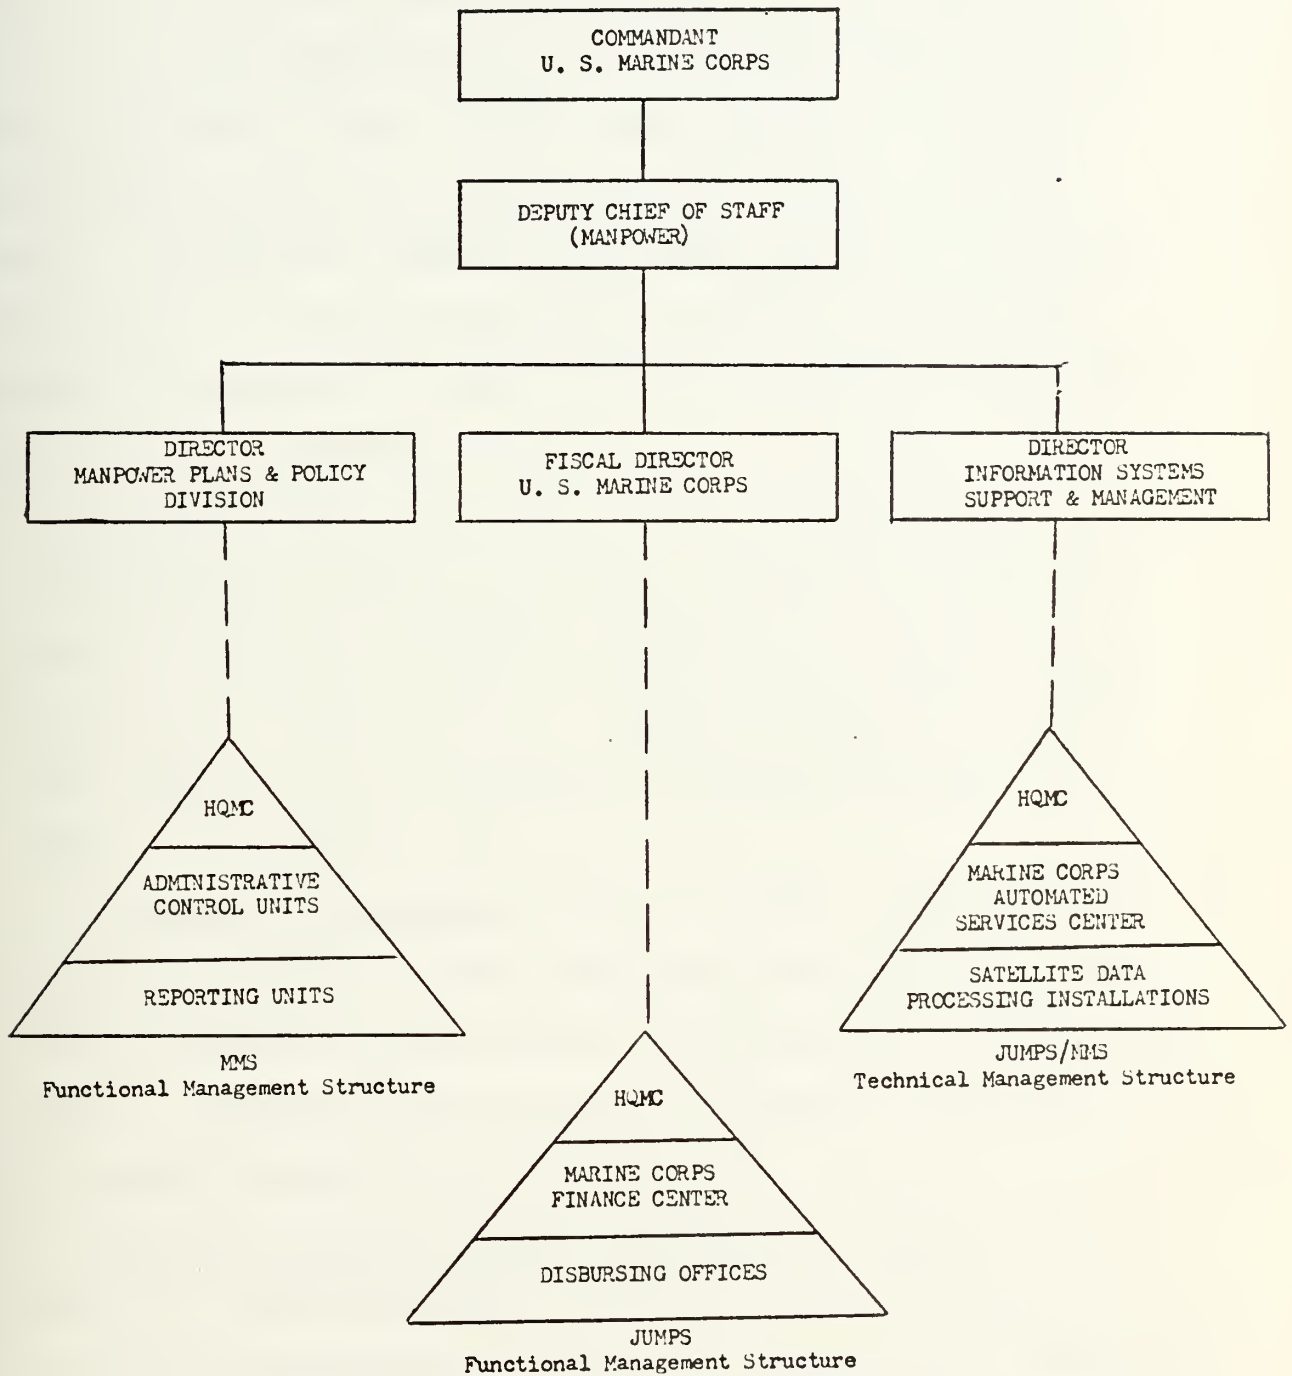 COMMANDANT
U. S. MARINE CORPS
DEPUTY CHIEF OF STAFF
(MANPOWER)
DIRECTOR
MANPOWER PLANS & POLICY
DIVISION
FISCAL DIRECTOR
U. S. MARINE CORPS
DIRECTOR
INFORMATION SYSTEMS
SUPPORT & MANAGEMENT
HQMC
ADMINISTRATIVE
CONTROL UNITS
REPORTING UNITS
MMS
Functional Management Structure
HQMC
MARINE CORPS
FINANCE CENTER
DISBURSING OFFICES
JUMPS
Functional Management Structure
HQMC
MARINE CORPS
AUTOMATED
SERVICES CENTER
SATELLITE DATA
PROCESSING INSTALLATIONS
JUMPS/MMS
Technical Management Structure